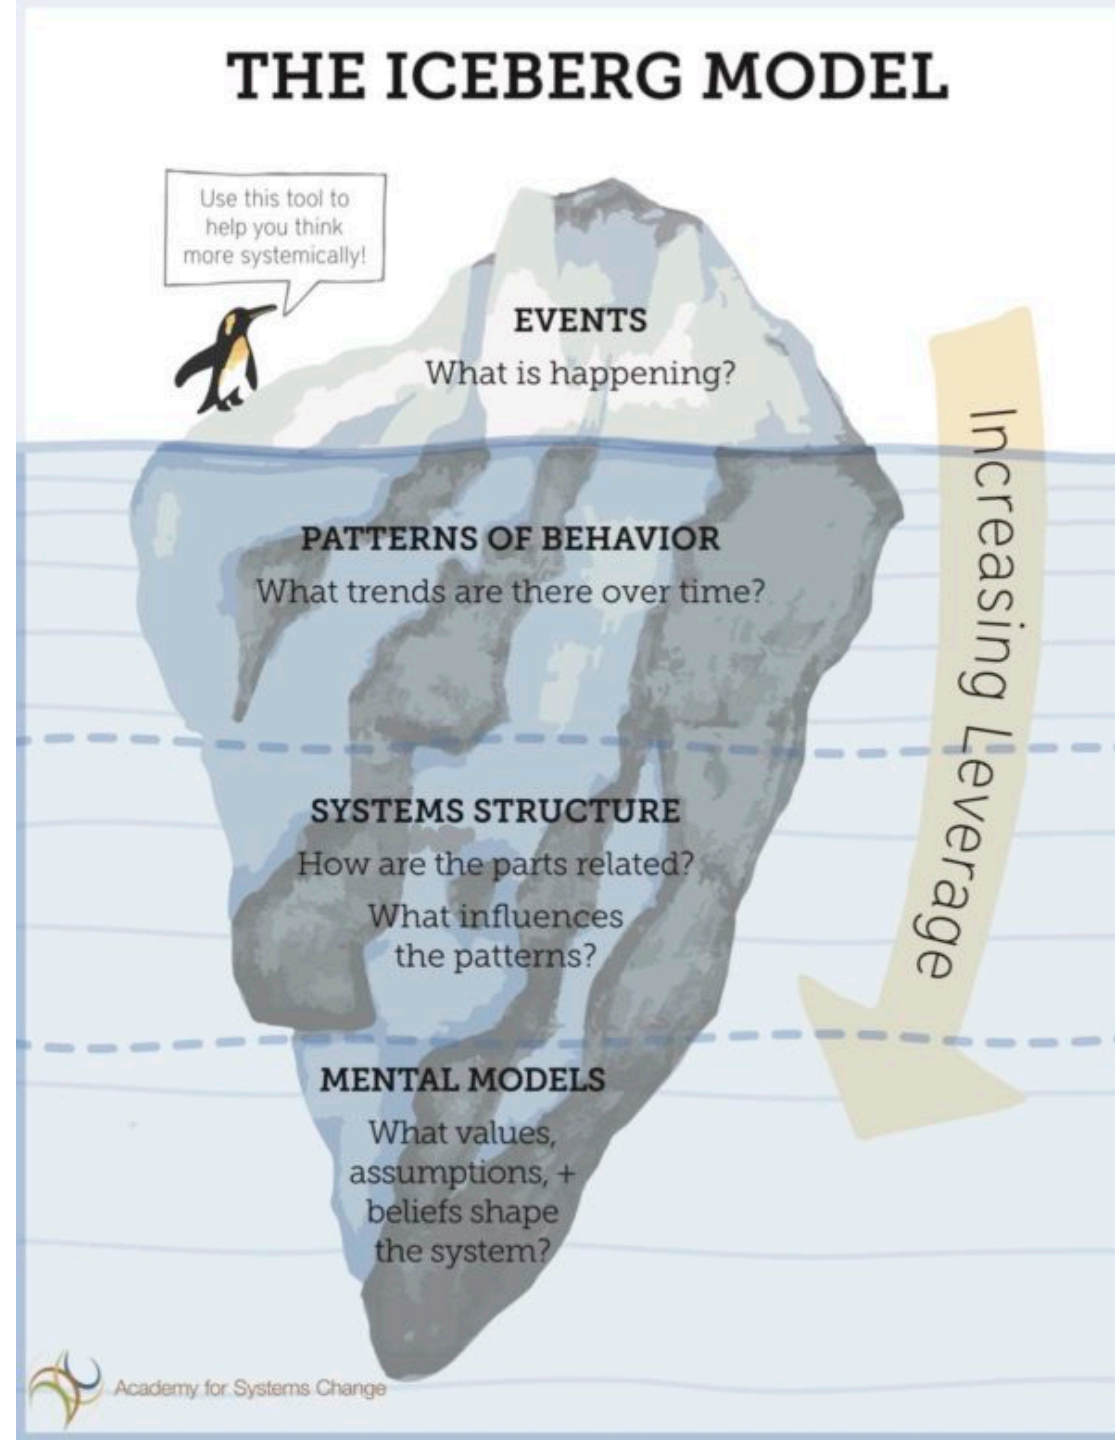 THE ICEBERG MODEL
Use this tool to
help you think
more systemically!
EVENTS
What is happening?
PATTERNS OF BEHAVIOR
What trends are there over time?
SYSTEMS STRUCTURE
How are the parts related?
What influences
the patterns?
MENTAL MODELS
What values,
assumptions, +
beliefs shape
the system?
Increasing Leverage
Academy for Systems Change